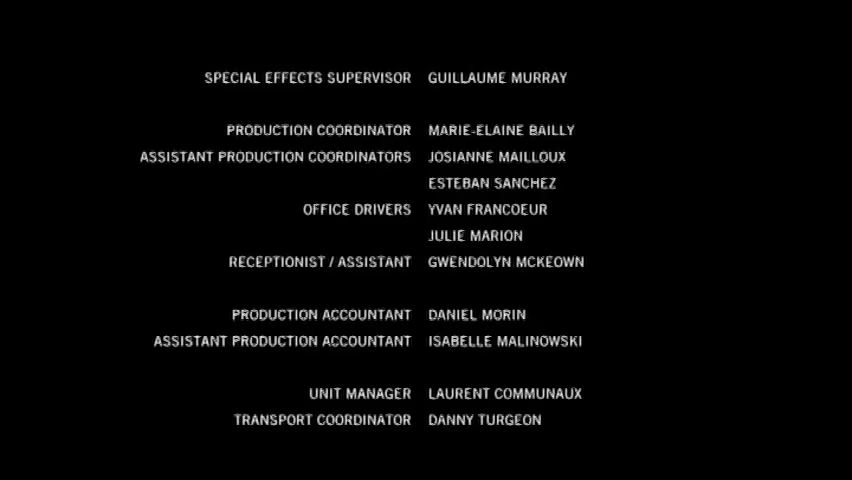 SPECIAL EFFECTS SUPERVISOR GUILLAUME MURRAY
PRODUCTION COORDINATOR MARIE-ELAINE BAILLY
ASSISTANT PRODUCTION COORDINATORS JOSIANNE MAILLOUX
ESTEBAN SANCHEZ
OFFICE DRIVERS YVAN FRANCOEUR
JULIE MARION
RECEPTIONIST / ASSISTANT GWENDOLYN MCKEOWN
PRODUCTION ACCOUNTANT DANIEL MORIN
ASSISTANT PRODUCTION ACCOUNTANT ISABELLE MALINOWSKI
UNIT MANAGER LAURENT COMMUNAUX
TRANSPORT COORDINATOR DANNY TURGEON